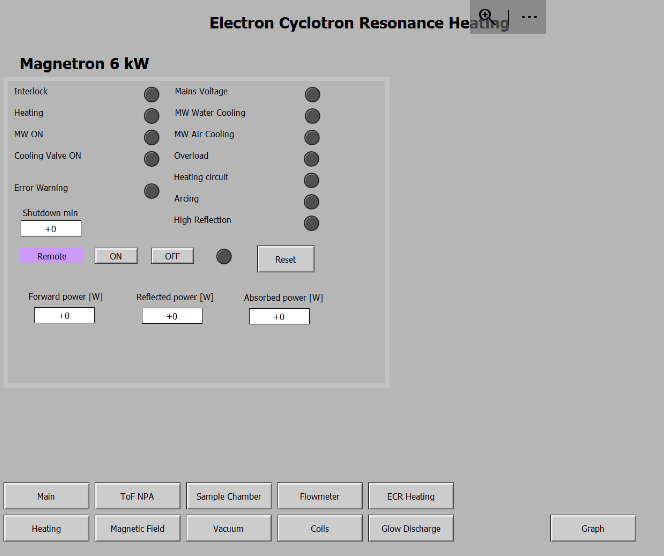 Electron Cyclotron Resonance Heating
Magnetron 6 kW
Interlock
Heating
MW ON
Cooling Valve ON
Error Warning
Mains Voltage
MW Water Cooling
MW Air Cooling
Overload
Heating circuit
Arcing
High Reflection
Shutdown min
+0
Remote ON OFF Reset
Forward power [W] Reflected power [W] Absorbed power [W]
+0 +0 +0
Main ToF NPA Sample Chamber Flowmeter ECR Heating
Heating Magnetic Field Vacuum Coils Glow Discharge Graph